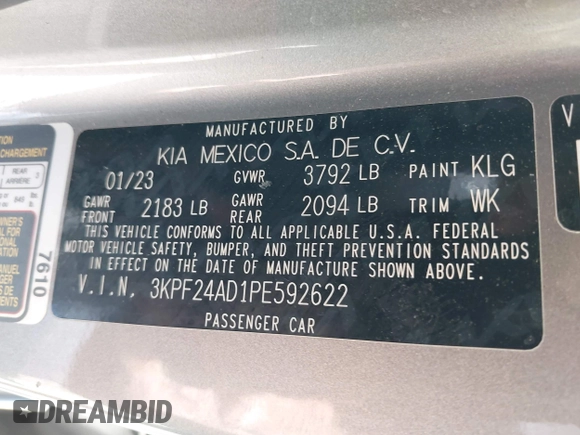 MANUFACTURED BY
KIA MEXICO S.A. DE C.V.
01/23 GVWR 3792 LB PAINT KLG
GAWR FRONT 2183 LB GAWR REAR 2094 LB TRIM WK
THIS VEHICLE CONFORMS TO ALL APPLICABLE U.S.A. FEDERAL
MOTOR VEHICLE SAFETY, BUMPER, AND THEFT PREVENTION STANDARDS
IN EFFECT ON THE DATE OF MANUFACTURE SHOWN ABOVE.
V.I.N. 3KPF24AD1PE592622
PASSENGER CAR
REAR
ARRIERE
7610
V
DREAMBID